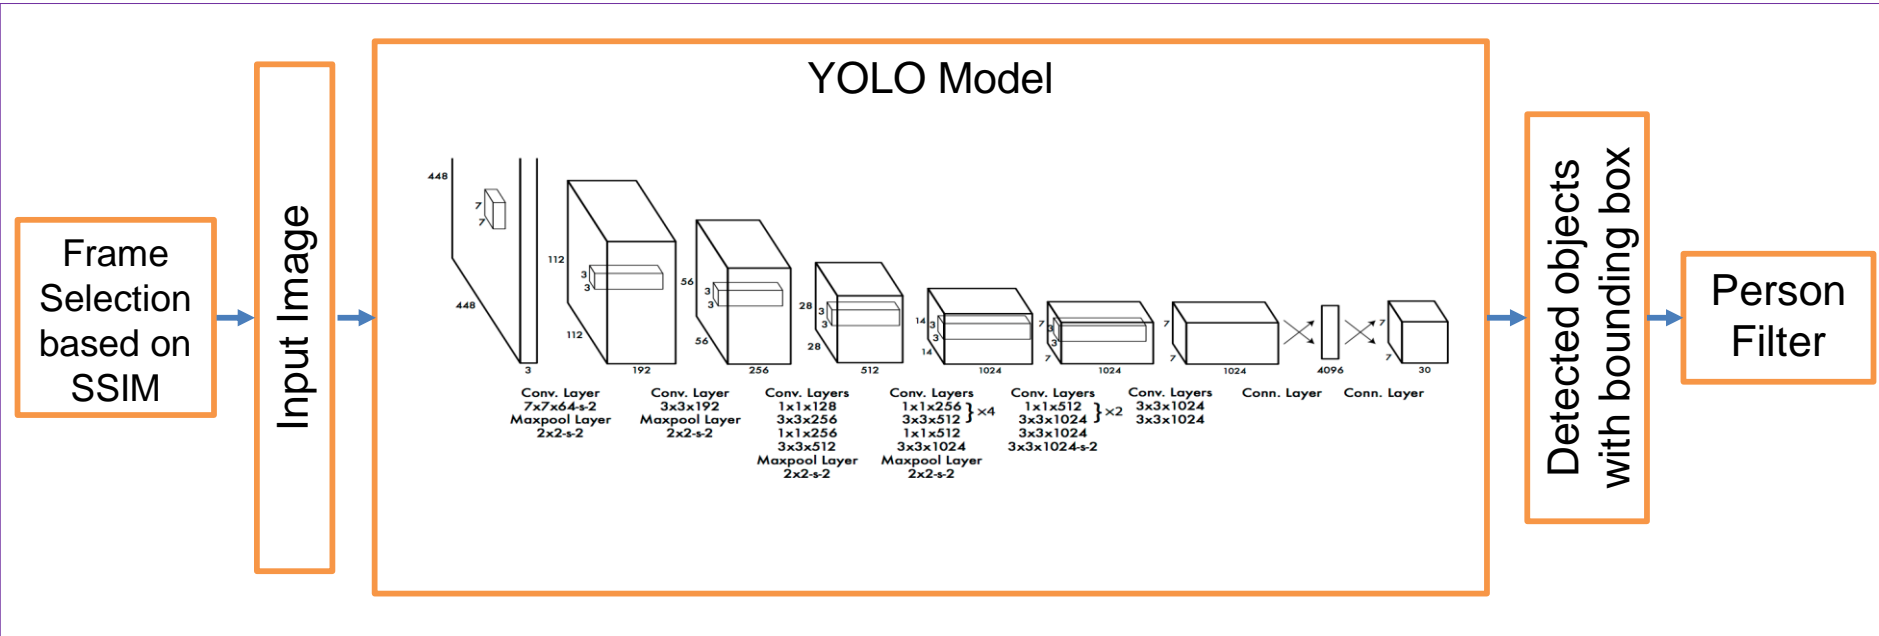 YOLO Model
Frame
Selection
based on
SSIM
Input Image
448
448
7
7
3
112
112
3
3
192
56
56
3
3
256
28
28
3
3
512
14
14
3
3
1024
7
7
3
3
1024
7
7
1024
4096
7
7
30
Conv. Layer
7x7x64-s-2
Maxpool Layer
2x2-s-2
Conv. Layer
3x3x192
Maxpool Layer
2x2-s-2
Conv. Layers
1x1x128
3x3x256
1x1x256
3x3x512
Maxpool Layer
2x2-s-2
Conv. Layers
1x1x256
3x3x512 } ×4
1x1x512
3x3x1024
Maxpool Layer
2x2-s-2
Conv. Layers
1x1x512
3x3x1024 } ×2
3x3x1024
3x3x1024-s-2
Conv. Layers
3x3x1024
3x3x1024
Conn. Layer
Conn. Layer
Detected objects
with bounding box
Person
Filter